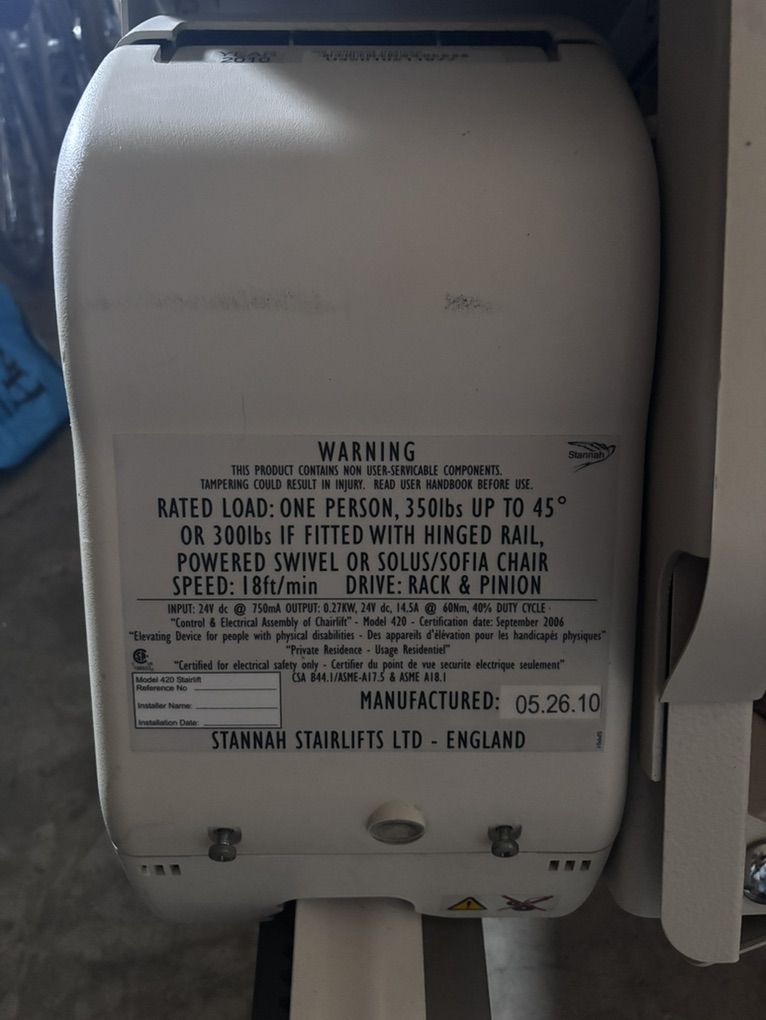 YEAR
2010
WARNING
Stannah
THIS PRODUCT CONTAINS NON USER-SERVICABLE COMPONENTS.
TAMPERING COULD RESULT IN INJURY. READ USER HANDBOOK BEFORE USE.
RATED LOAD: ONE PERSON, 350lbs UP TO 45°
OR 300lbs IF FITTED WITH HINGED RAIL,
POWERED SWIVEL OR SOLUS/SOFIA CHAIR
SPEED: 18ft/min DRIVE: RACK & PINION
INPUT: 24V dc @ 750mA OUTPUT: 0.27KW, 24V dc, 14.5A @ 60Nm, 40% DUTY CYCLE ·
"Control & Electrical Assembly of Chairlift" - Model 420 - Certification date: September 2006
"Elevating Device for people with physical disabilities - Des appareils d'élévation pour les handicapés physiques"
"Private Residence - Usage Residentiel"
"Certified for electrical safety only - Certifier du point de vue securite electrique seulement"
CSA B44.1/ASME-A17.5 & ASME A18.1
Model 420 Stairlift
Reference No
Installer Name:
Installation Date:
MANUFACTURED: 05.26.10
STANNAH STAIRLIFTS LTD - ENGLAND